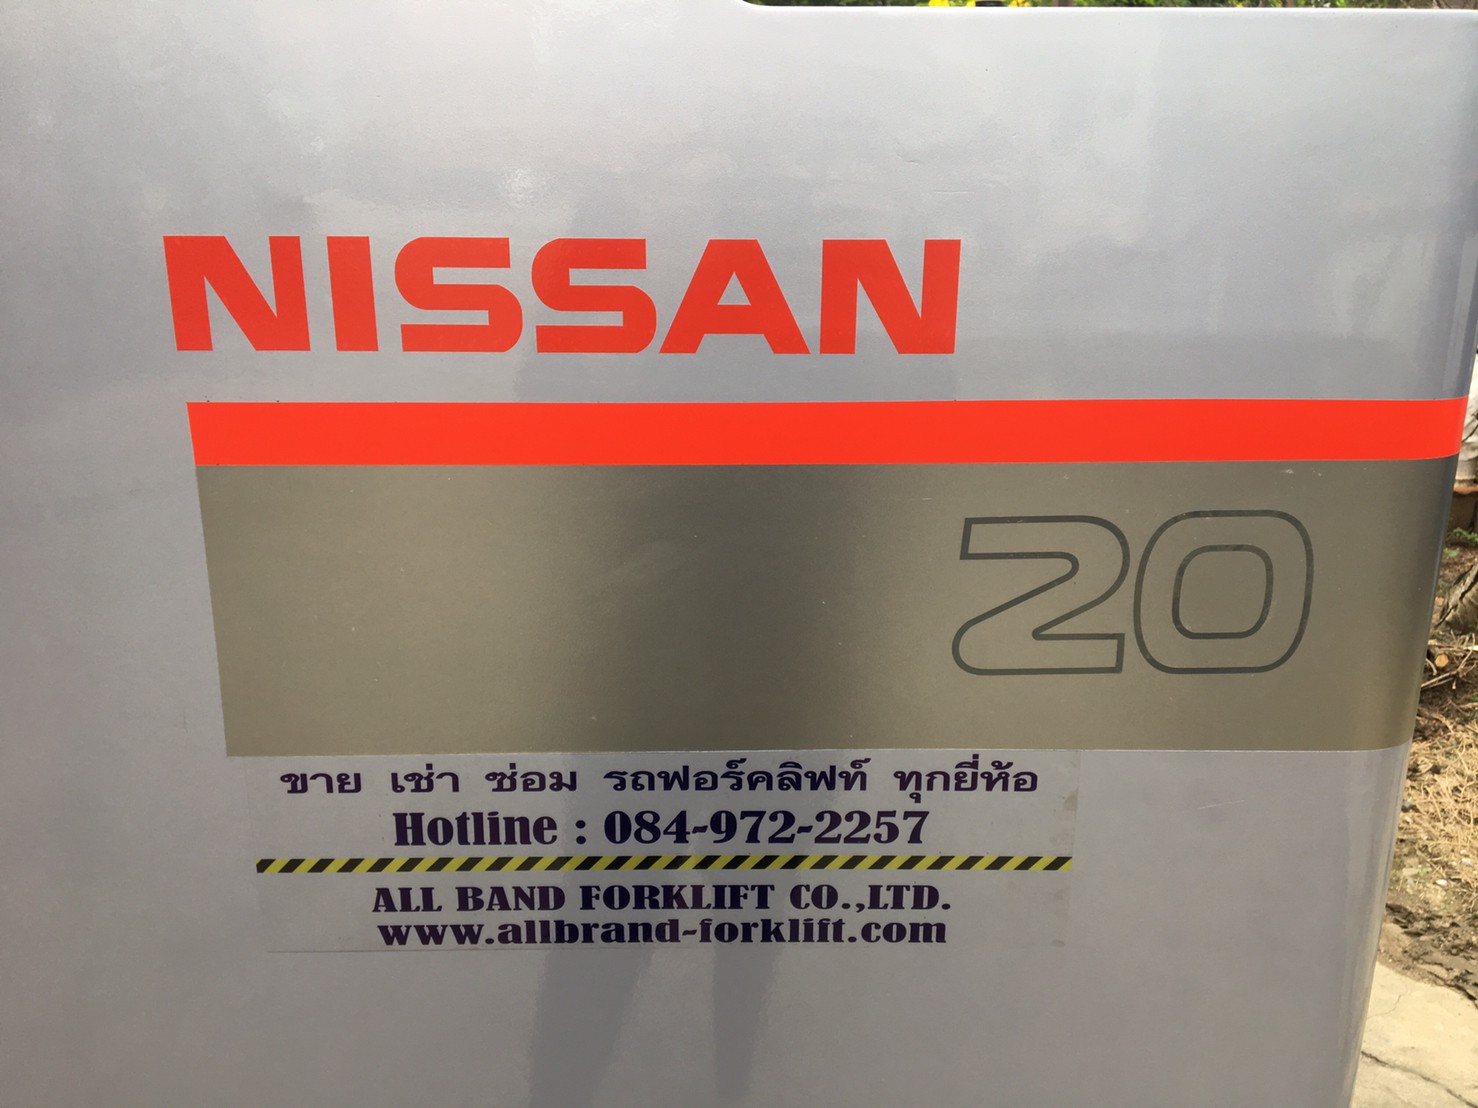 NISSAN
20
ขาย เช่า ซ่อม รถฟอร์คลิฟท์ ทุกยี่ห้อ
Hotline : 084-972-2257
ALL BAND FORKLIFT CO.,LTD.
www.allbrand-forklift.com